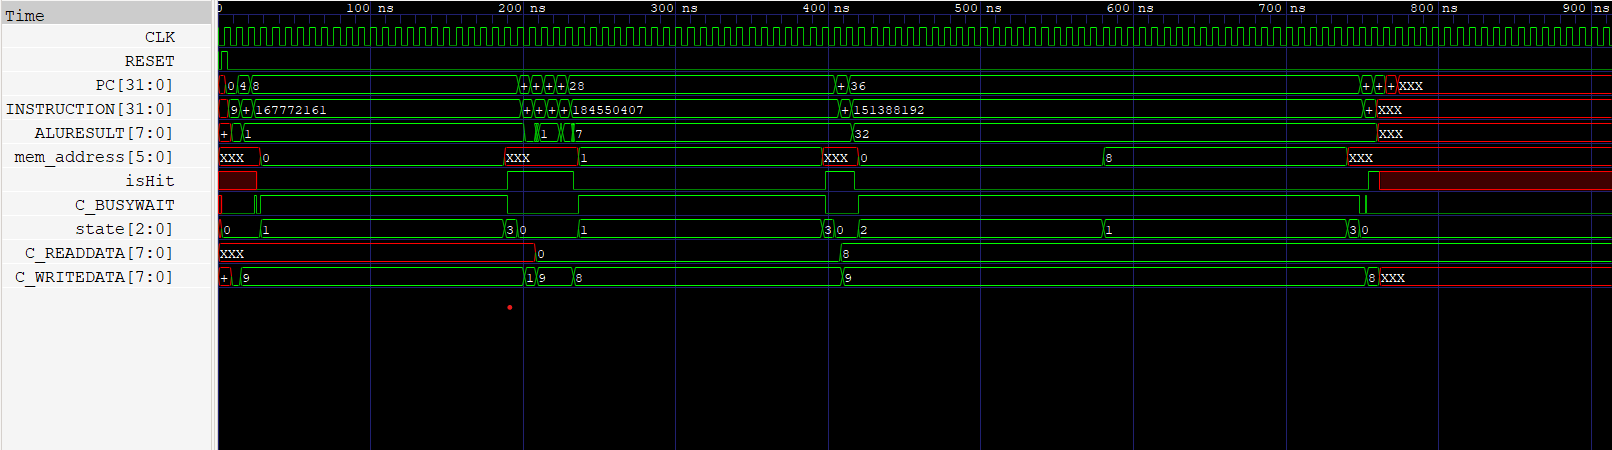 Time 0 100 ns 200 ns 300 ns 400 ns 500 ns 600 ns 700 ns 800 ns 900 ns
CLK
RESET
PC[31:0] 0 4 8 + + + + 28 + 36 + + + XXX
INSTRUCTION[31:0] 9 + 167772161 + + + + 184550407 + 151388192 + XXX
ALURESULT[7:0] + 1 1 7 32 XXX
mem_address[5:0] XXX 0 XXX 1 XXX 0 8 XXX
isHit
C_BUSYWAIT
state[2:0] 0 1 3 0 1 3 0 2 1 3 0
C_READDATA[7:0] XXX 0 8
C_WRITEDATA[7:0] + 9 1 9 8 9 8 XXX